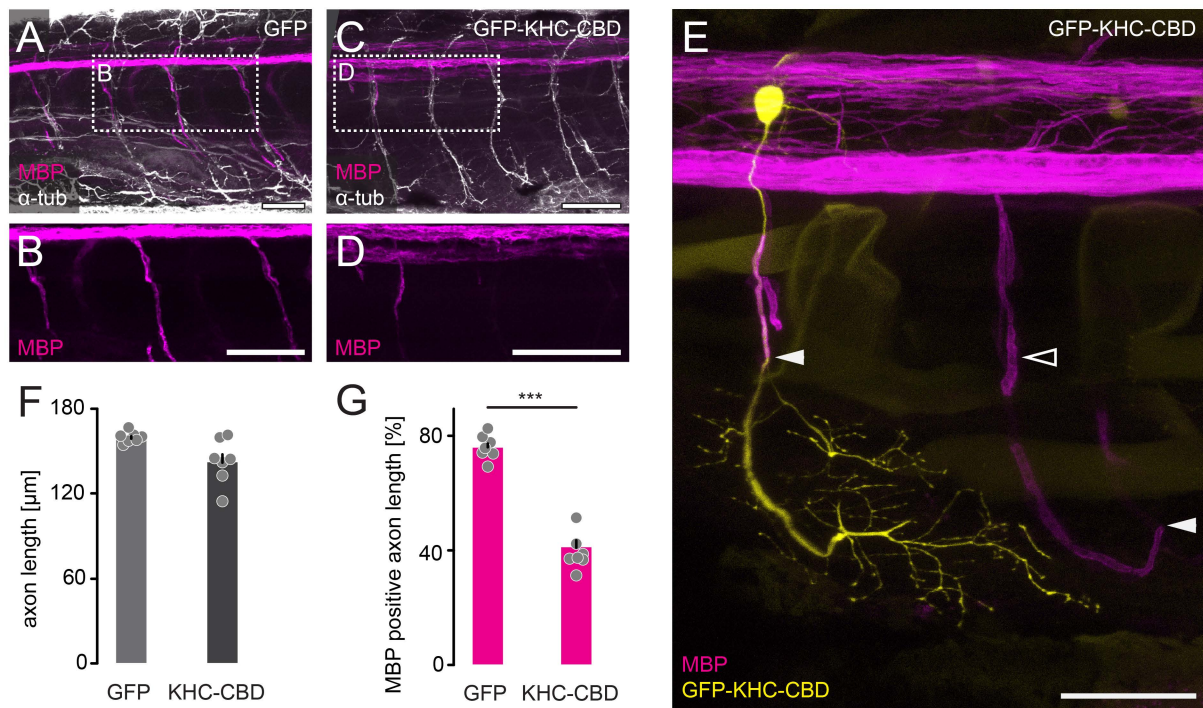 A
GFP
B
MBP
α-tub
C
GFP-KHC-CBD
D
MBP
α-tub
B
MBP
D
MBP
E
GFP-KHC-CBD
MBP
GFP-KHC-CBD
F
axon length [µm]
180
120
60
0
GFP
KHC-CBD
G
MBP positive axon length [%]
***
80
40
0
GFP
KHC-CBD